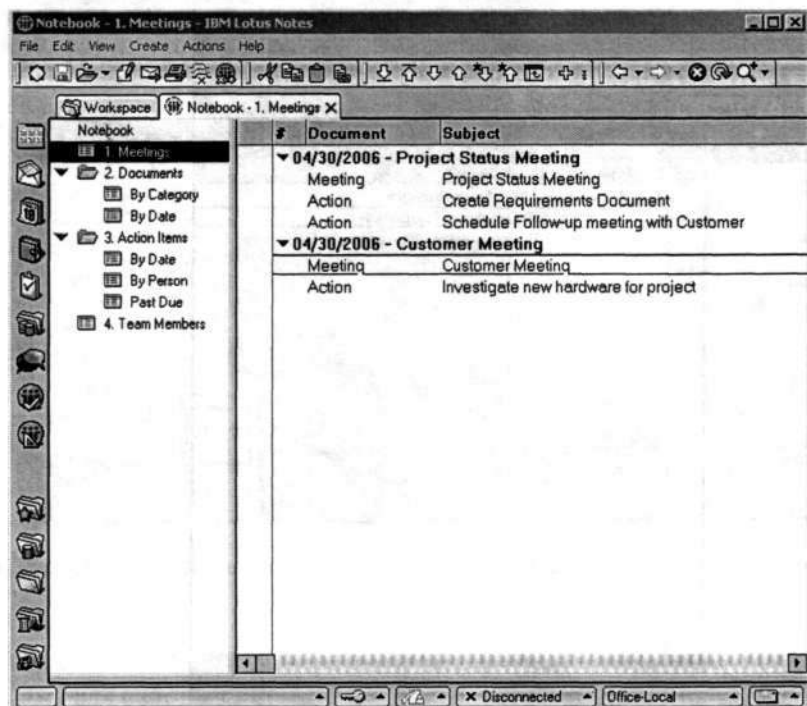 Notebook - 1. Meetings - IBM Lotus Notes
File Edit View Create Actions Help
Workspace Notebook - 1. Meetings
Notebook
1. Meetings
2. Documents
By Category
By Date
3. Action Items
By Date
By Person
Past Due
4. Team Members
# Document Subject
04/30/2006 - Project Status Meeting
Meeting Project Status Meeting
Action Create Requirements Document
Action Schedule Follow-up meeting with Customer
04/30/2006 - Customer Meeting
Meeting Customer Meeting
Action Investigate new hardware for project
Disconnected Office-Local